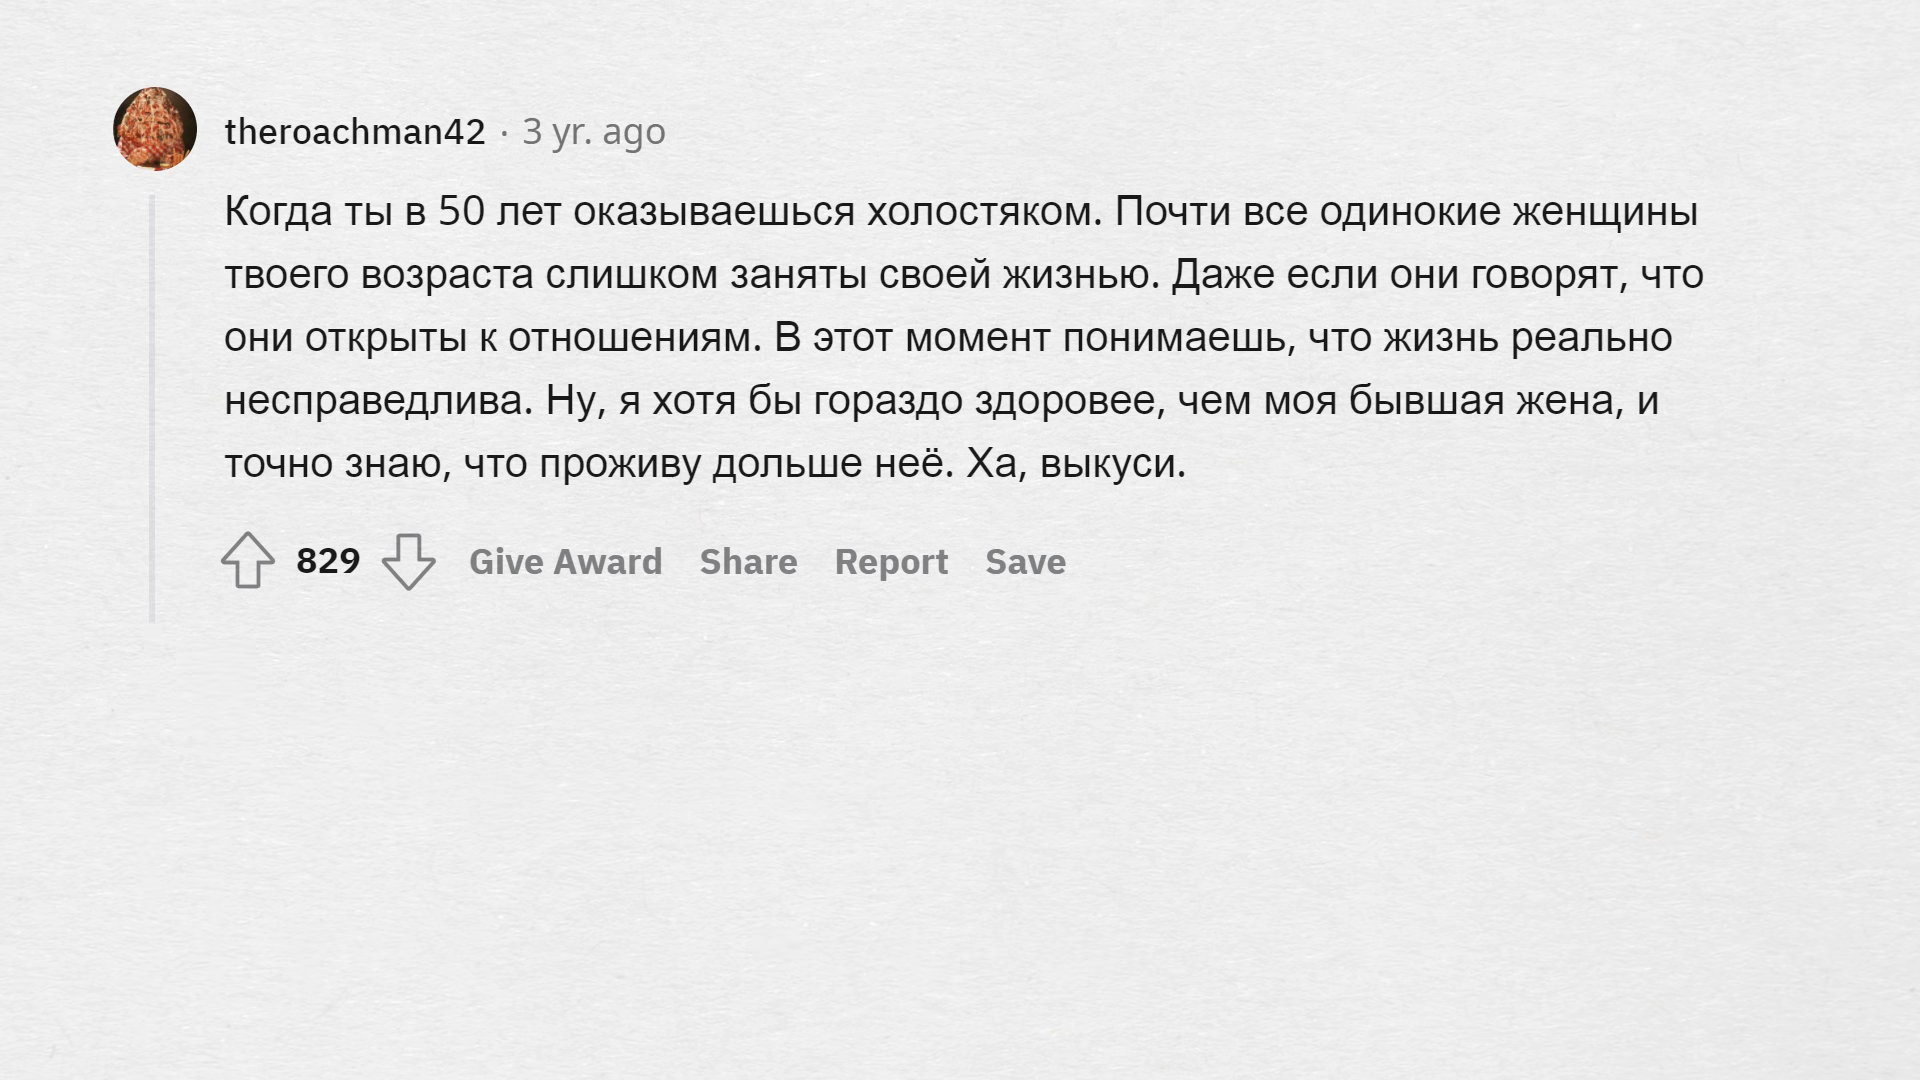 theroachman42 · 3 yr. ago
Когда ты в 50 лет оказываешься холостяком. Почти все одинокие женщины
твоего возраста слишком заняты своей жизнью. Даже если они говорят, что
они открыты к отношениям. В этот момент понимаешь, что жизнь реально
несправедлива. Ну, я хотя бы гораздо здоровее, чем моя бывшая жена, и
точно знаю, что проживу дольше неё. Ха, выкуси.
829 Give Award Share Report Save